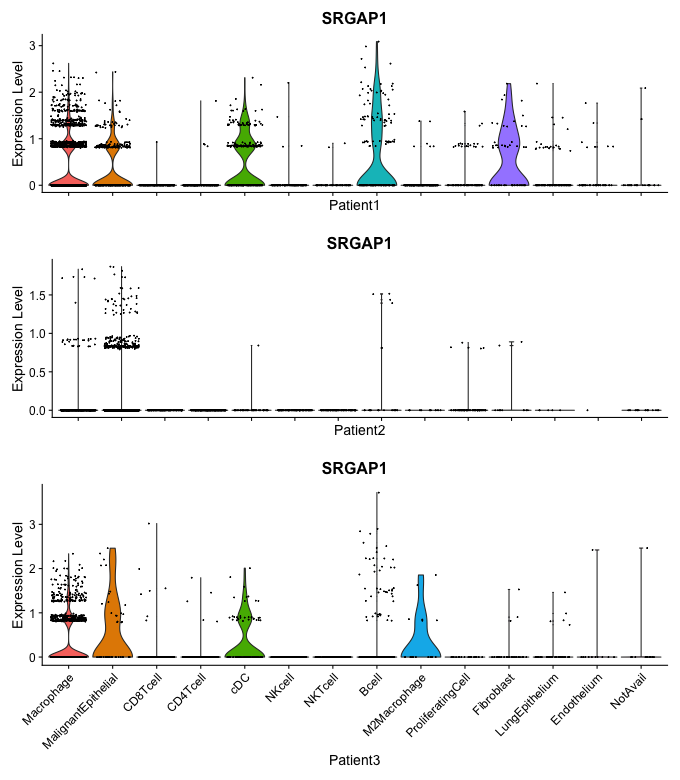 SRGAP1
Expression Level
3
2
1
0
Patient1
SRGAP1
Expression Level
1.5
1.0
0.5
0.0
Patient2
SRGAP1
Expression Level
3
2
1
0
Macrophage
MalignantEpithelial
CD8Tcell
CD4Tcell
cDC
NKcell
NKTcell
Bcell
M2Macrophage
ProliferatingCell
Fibroblast
LungEpithelium
Endothelium
NotAvail
Patient3